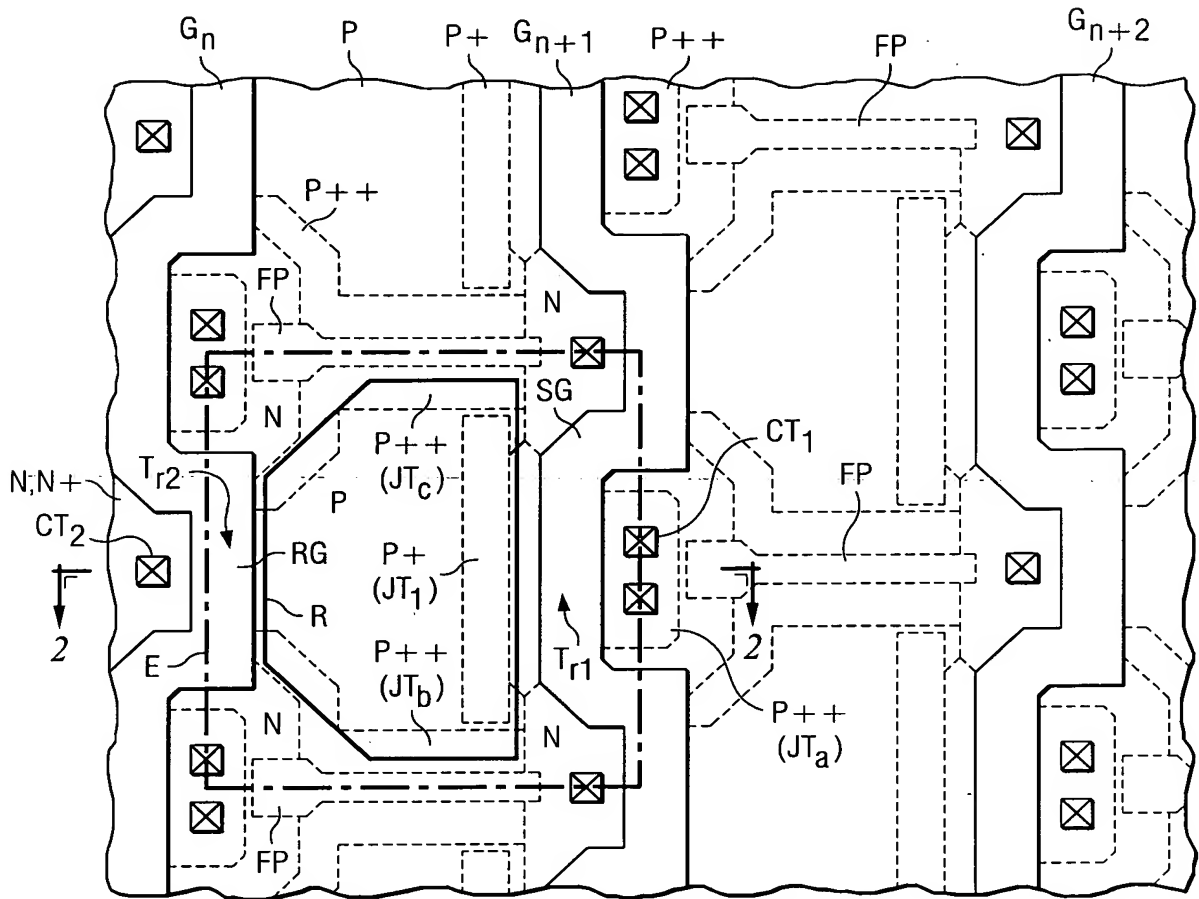 Gn P P+ Gn+1 P++ FP Gn+2
P++
FP N
N SG
P++ CT1
(JTc)
Tr2
N;N+ P FP
CT2 RG P+
(JT1)
R
2 P++ Tr1 2
E (JTb)
N N P++
(JTa)
FP